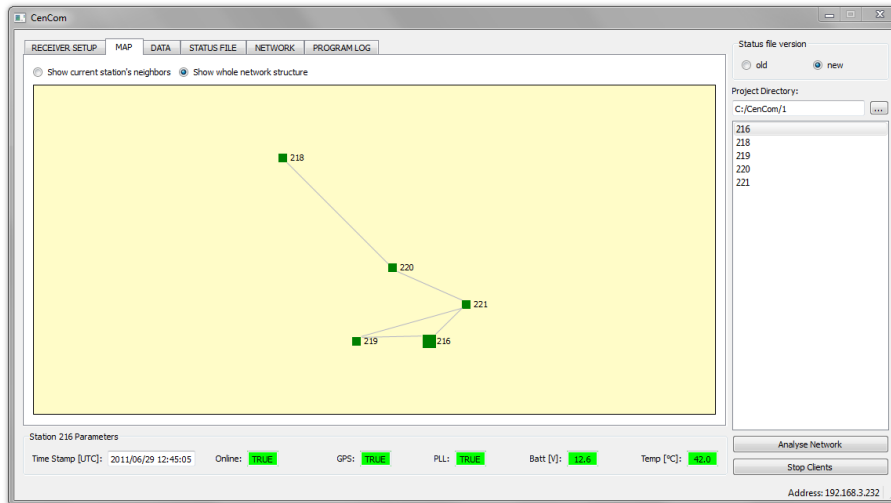 CenCom
RECEIVER SETUP MAP DATA STATUS FILE NETWORK PROGRAM LOG
Show current station's neighbors Show whole network structure
218
220
221
219 216
Station 216 Parameters
Time Stamp [UTC]: 2011/06/29 12:45:05 Online: TRUE GPS: TRUE PLL: TRUE Batt [V]: 12.6 Temp [°C]: 42.0
Status file version
old new
Project Directory:
C:/CenCom/1 ...
216
218
219
220
221
Analyse Network
Stop Clients
Address: 192.168.3.232